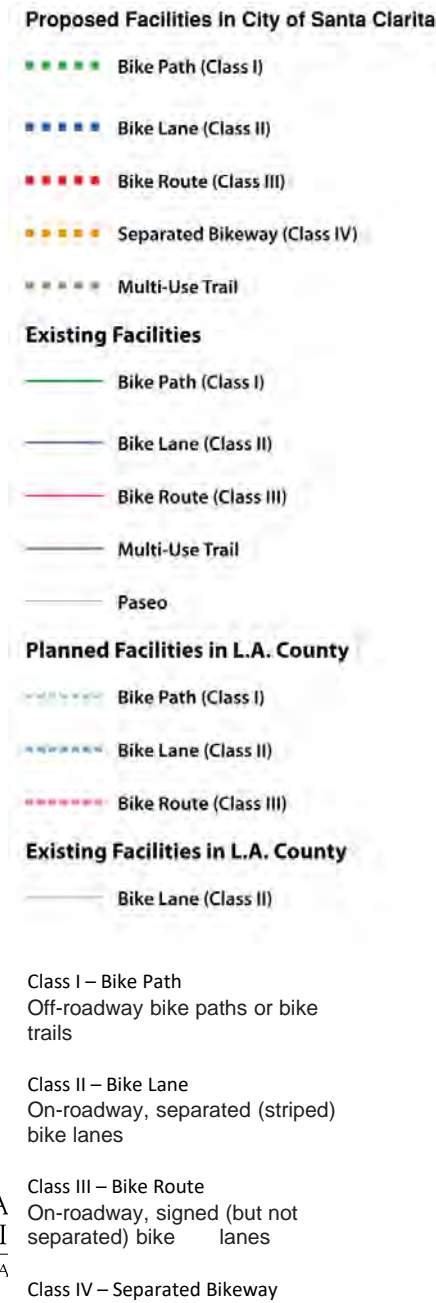 Proposed Facilities in City of Santa Clarita
Bike Path (Class I)
Bike Lane (Class II)
Bike Route (Class III)
Separated Bikeway (Class IV)
Multi-Use Trail
Existing Facilities
Bike Path (Class I)
Bike Lane (Class II)
Bike Route (Class III)
Multi-Use Trail
Paseo
Planned Facilities in L.A. County
Bike Path (Class I)
Bike Lane (Class II)
Bike Route (Class III)
Existing Facilities in L.A. County
Bike Lane (Class II)
Class I – Bike Path
Off-roadway bike paths or bike
trails
Class II – Bike Lane
On-roadway, separated (striped)
bike lanes
Class III – Bike Route
On-roadway, signed (but not
separated) bike lanes
Class IV – Separated Bikeway